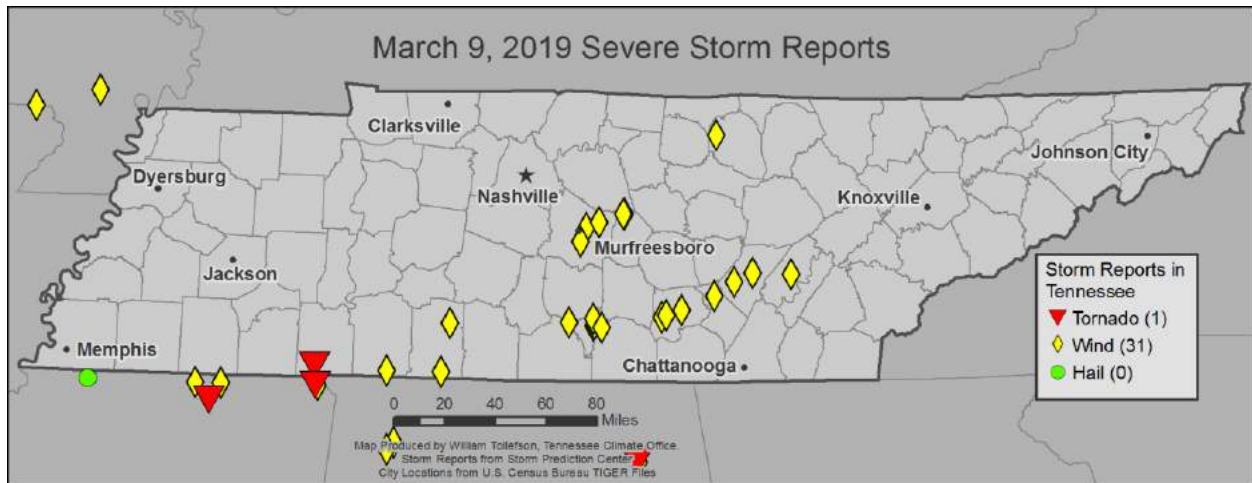 March 9, 2019 Severe Storm Reports
Clarksville
Johnson City
Dyersburg
Nashville
Knoxville
Murfreesboro
Jackson
Storm Reports in
Tennessee
Tornado (1)
Wind (31)
Hail (0)
Memphis
Chattanooga
0 20 40 60 80
Miles
Map Produced by William Tollefson, Tennessee Climate Office.
Storm Reports from Storm Prediction Center
City Locations from U.S. Census Bureau TIGER Files